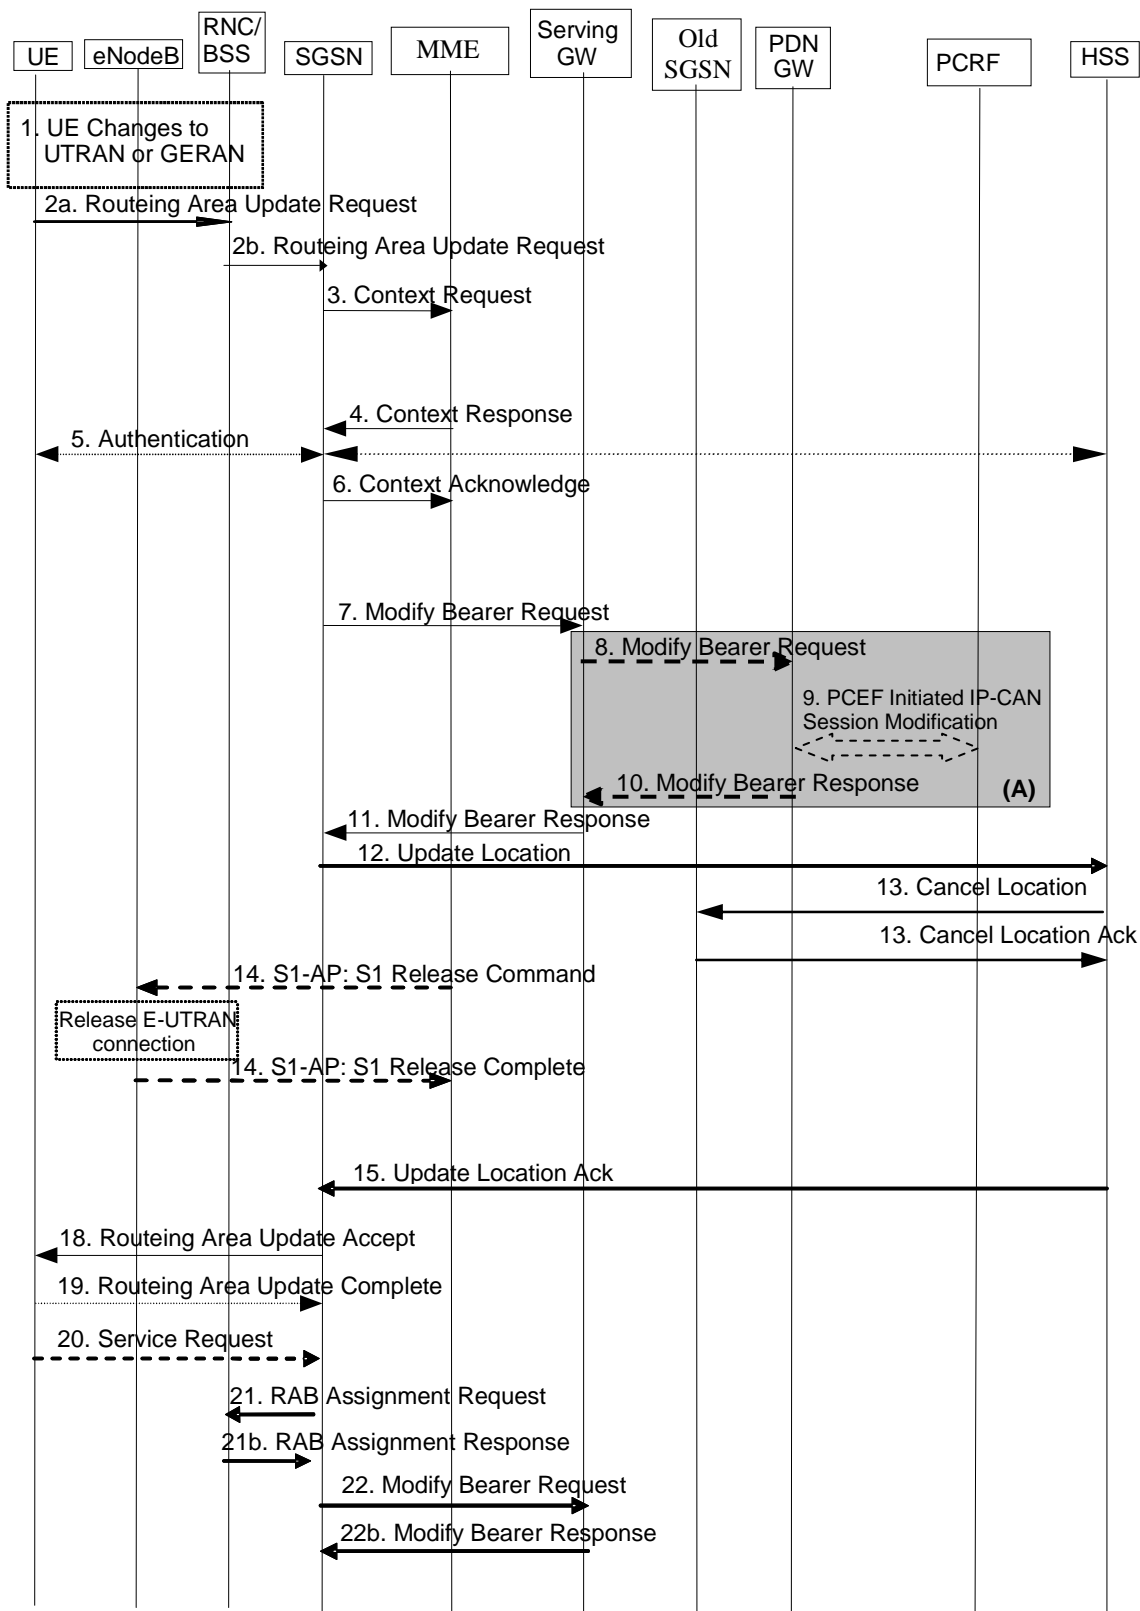 UE
eNodeB
RNC/
BSS
SGSN
MME
Serving
GW
Old
SGSN
PDN
GW
PCRF
HSS
1. UE Changes to
UTRAN or GERAN
2a. Routeing Area Update Request
2b. Routeing Area Update Request
3. Context Request
4. Context Response
5. Authentication
6. Context Acknowledge
7. Modify Bearer Request
8. Modify Bearer Request
9. PCEF Initiated IP-CAN
Session Modification
10. Modify Bearer Response
(A)
11. Modify Bearer Response
12. Update Location
13. Cancel Location
13. Cancel Location Ack
14. S1-AP: S1 Release Command
Release E-UTRAN
connection
14. S1-AP: S1 Release Complete
15. Update Location Ack
18. Routeing Area Update Accept
19. Routeing Area Update Complete
20. Service Request
21. RAB Assignment Request
21b. RAB Assignment Response
22. Modify Bearer Request
22b. Modify Bearer Response